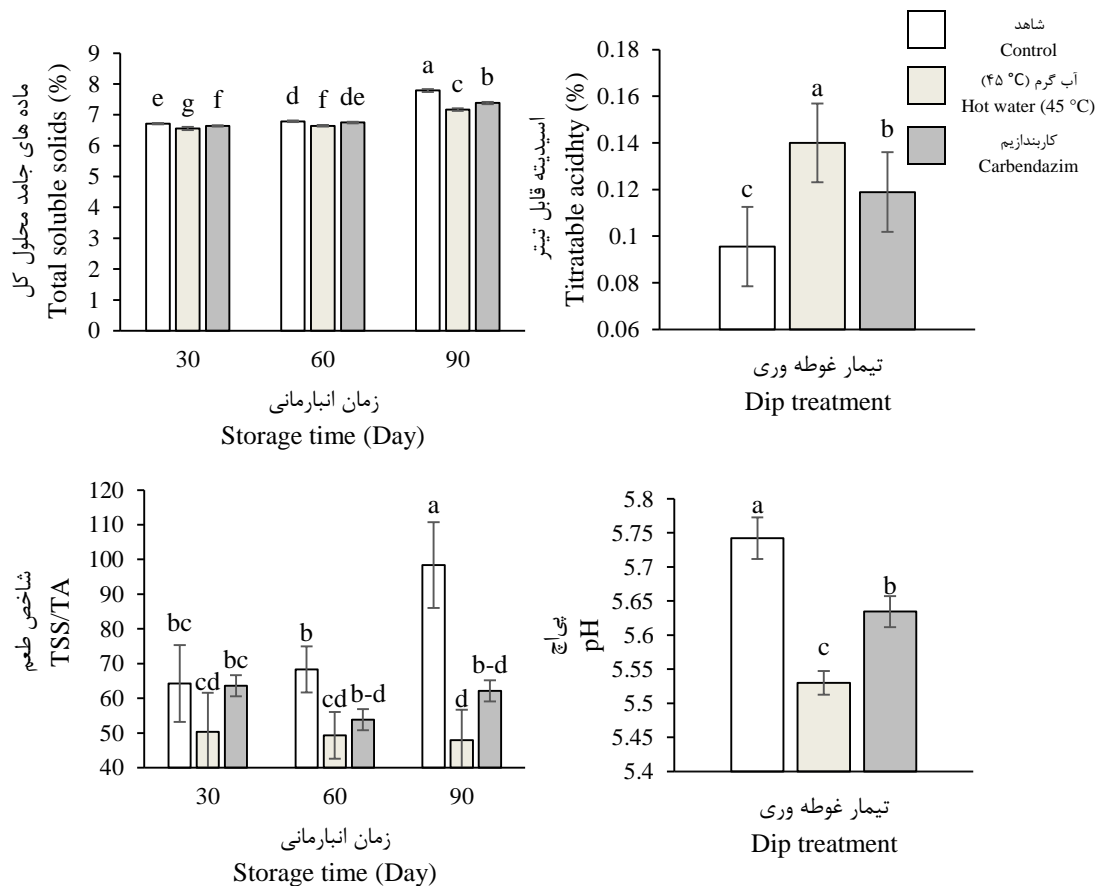 ماده های جامد محلول کل
Total soluble solids (%)
9
8
7
6
5
4
3
2
1
0
e
g
f
d
f
de
a
c
b
30
60
90
زمان انبارمانی
Storage time (Day)
اسیدیته قابل تیتر
Titratable acidhty (%)
0.18
0.16
0.14
0.12
0.1
0.08
0.06
c
a
b
تیمار غوطه وری
Dip treatment
شاهد
Control
آب گرم (۴۵ °C)
Hot water (45 °C)
کاربندازیم
Carbendazim
شاخص طعم
TSS/TA
120
110
100
90
80
70
60
50
40
bc
cd
bc
b
cd
b-d
a
d
b-d
30
60
90
زمان انبارمانی
Storage time (Day)
پی‌اچ
pH
5.8
5.75
5.7
5.65
5.6
5.55
5.5
5.45
5.4
a
c
b
تیمار غوطه وری
Dip treatment